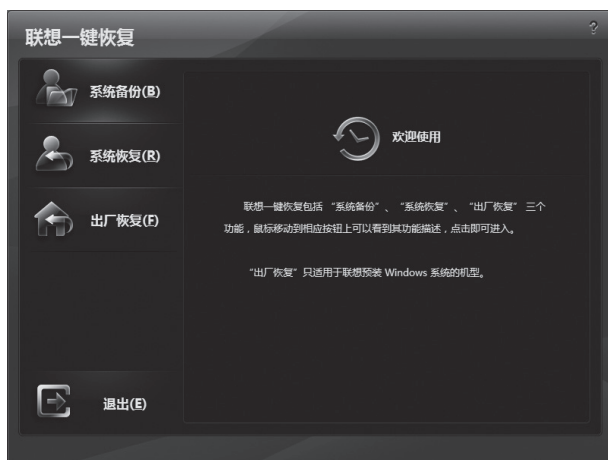 联想一键恢复
?
系统备份(B)
系统恢复(R)
出厂恢复(F)
退出(E)
欢迎使用
联想一键恢复包括 “系统备份”、“系统恢复”、“出厂恢复” 三个
功能，鼠标移动到相应按钮上可以看到其功能描述，点击即可进入。
“出厂恢复”只适用于联想预装 Windows 系统的机型。